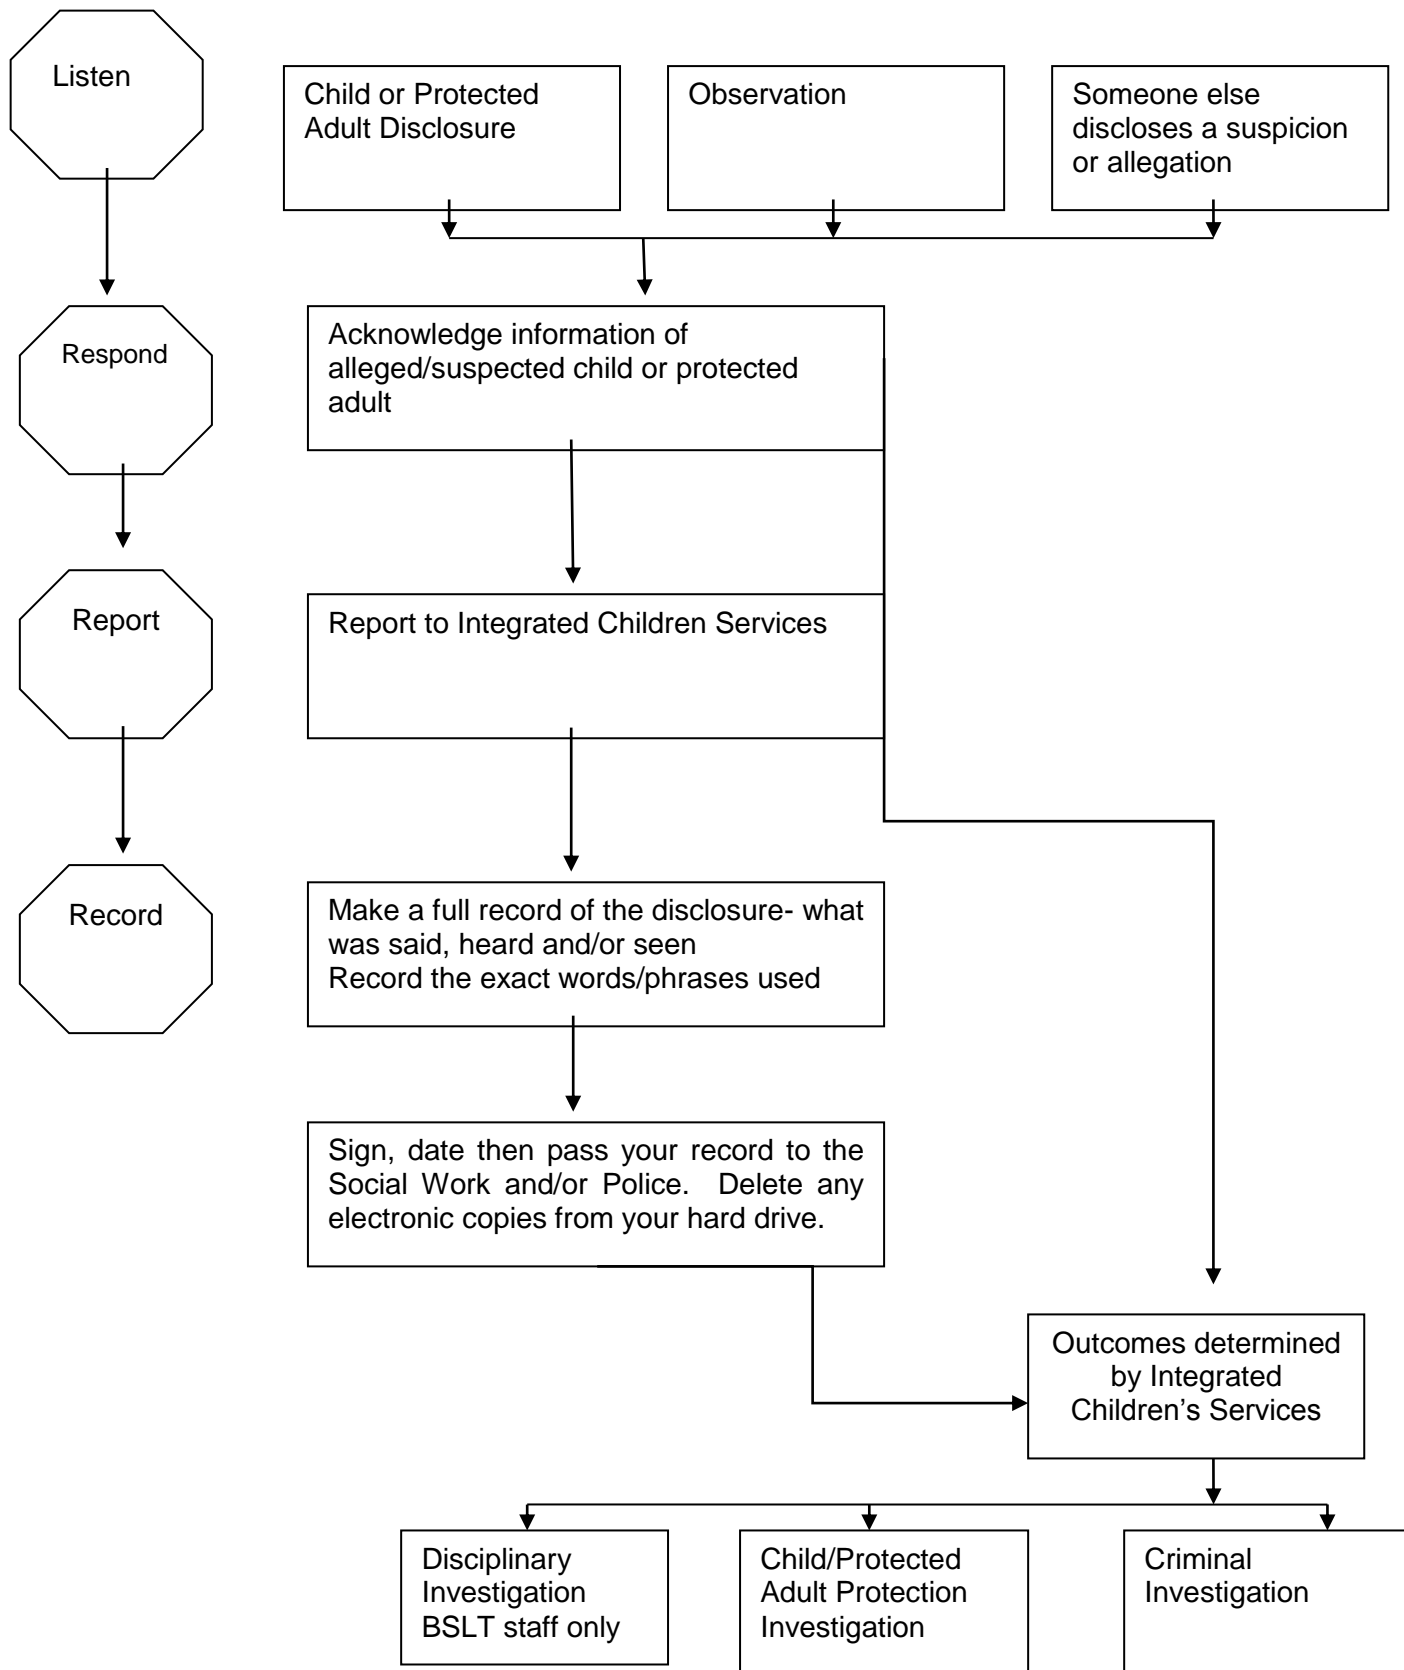 Listen
Child or Protected
Adult Disclosure
Observation
Someone else
discloses a suspicion
or allegation
Respond
Acknowledge information of
alleged/suspected child or protected
adult
Report
Report to Integrated Children Services
Record
Make a full record of the disclosure- what
was said, heard and/or seen
Record the exact words/phrases used
Sign, date then pass your record to the
Social Work and/or Police. Delete any
electronic copies from your hard drive.
Outcomes determined
by Integrated
Children’s Services
Disciplinary
Investigation
BSLT staff only
Child/Protected
Adult Protection
Investigation
Criminal
Investigation